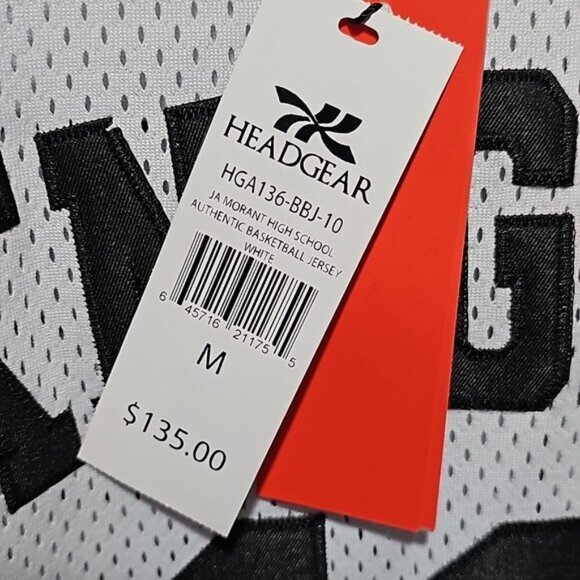 HEADGEAR
HGA136-BBJ-10
JA MORANT HIGH SCHOOL
AUTHENTIC BASKETBALL JERSEY
WHITE
6 45716 21175 5
M
$135.00